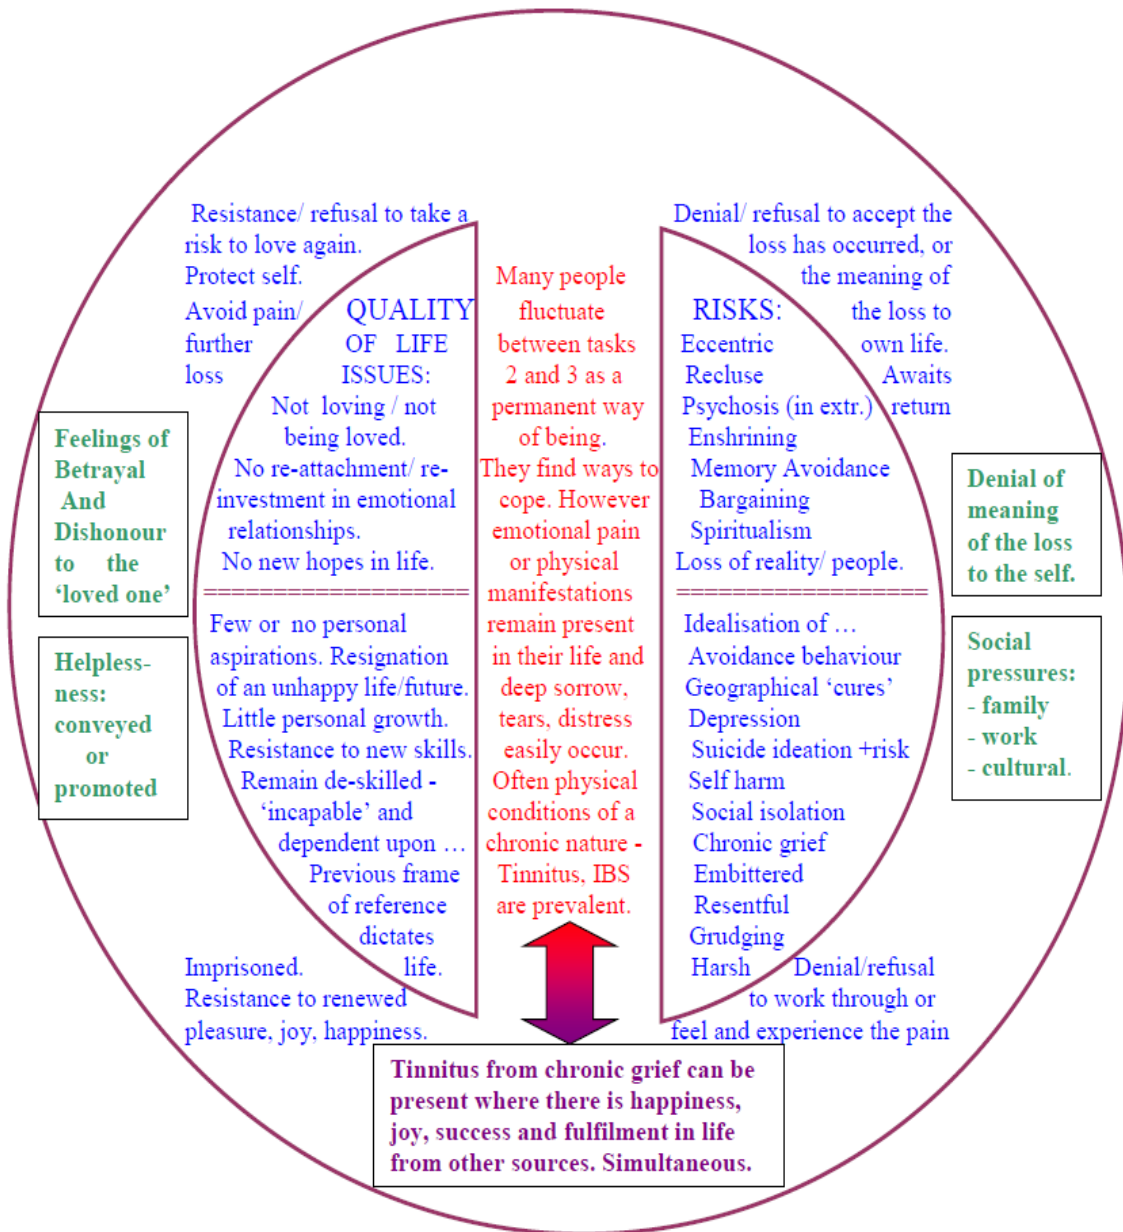 Resistance/ refusal to take a
risk to love again.
Protect self.
Avoid pain/
further
loss
QUALITY
OF LIFE
ISSUES:
Not loving / not
being loved.
No re-attachment/ re-
investment in emotional
relationships.
No new hopes in life.
===================
Few or no personal
aspirations. Resignation
of an unhappy life/future.
Little personal growth.
Resistance to new skills.
Remain de-skilled -
‘incapable’ and
dependent upon …
Previous frame
of reference
dictates
life.
Imprisoned.
Resistance to renewed
pleasure, joy, happiness.
Feelings of
Betrayal
And
Dishonour
to the
‘loved one’
Helpless-
ness:
conveyed
or
promoted
Many people
fluctuate
between tasks
2 and 3 as a
permanent way
of being.
They find ways to
cope. However
emotional pain
or physical
manifestations
remain present
in their life and
deep sorrow,
tears, distress
easily occur.
Often physical
conditions of a
chronic nature -
Tinnitus, IBS
are prevalent.
Denial/ refusal to accept the
loss has occurred, or
the meaning of
the loss to
own life.
Awaits
return
RISKS:
Eccentric
Recluse
Psychosis (in extr.)
Enshrining
Memory Avoidance
Bargaining
Spiritualism
Loss of reality/ people.
==================
Idealisation of …
Avoidance behaviour
Geographical ‘cures’
Depression
Suicide ideation +risk
Self harm
Social isolation
Chronic grief
Embittered
Resentful
Grudging
Harsh
Denial/refusal
to work through or
feel and experience the pain
Denial of
meaning
of the loss
to the self.
Social
pressures:
- family
- work
- cultural.
Tinnitus from chronic grief can be
present where there is happiness,
joy, success and fulfilment in life
from other sources. Simultaneous.